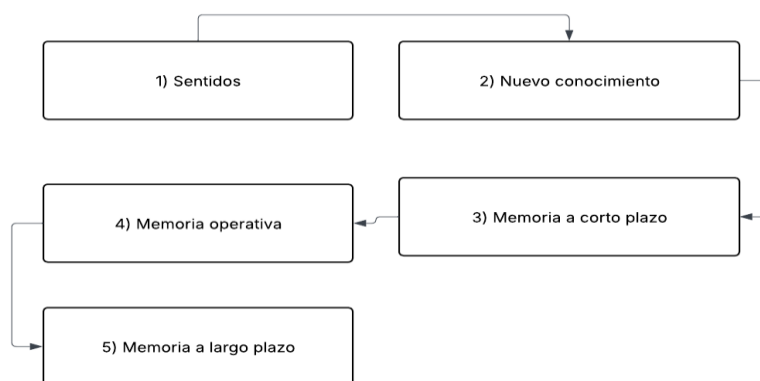 1) Sentidos
2) Nuevo conocimiento
3) Memoria a corto plazo
4) Memoria operativa
5) Memoria a largo plazo